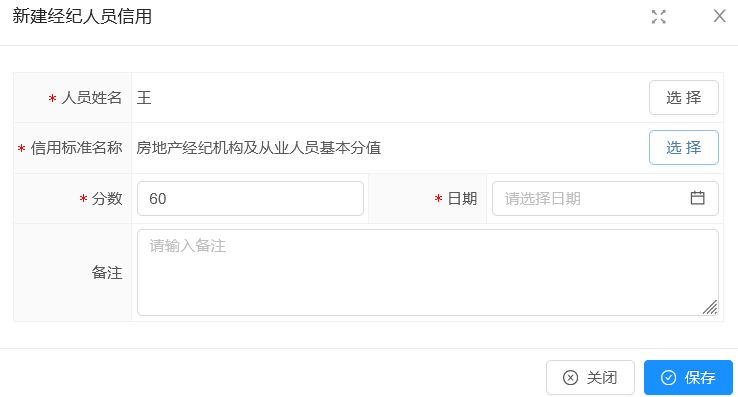 新建经纪人员信用
* 人员姓名 王 选 择
* 信用标准名称 房地产经纪机构及从业人员基本分值 选 择
* 分数 60 * 日期 请选择日期
备注 请输入备注
关闭 保存